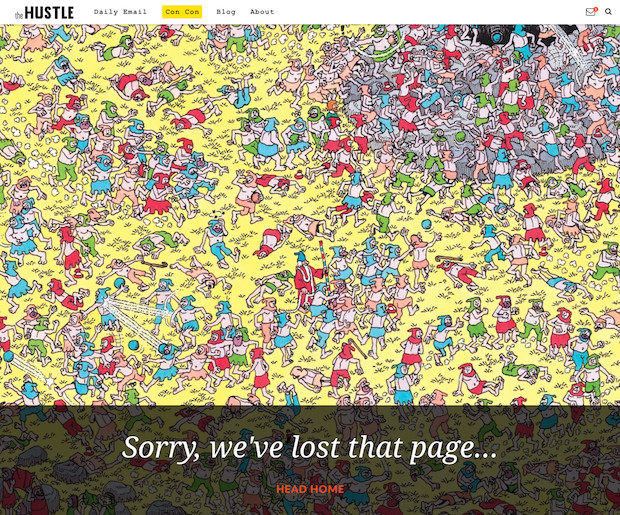 the HUSTLE
Daily Email
Con Con
Blog
About
Sorry, we've lost that page...
HEAD HOME